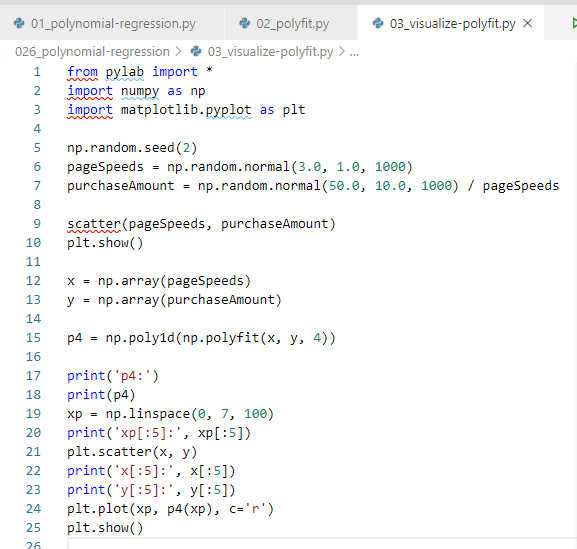 01_polynomial-regression.py 02_polyfit.py 03_visualize-polyfit.py ×
026_polynomial-regression > 03_visualize-polyfit.py > ...
1 from pylab import *
2 import numpy as np
3 import matplotlib.pyplot as plt
4
5 np.random.seed(2)
6 pageSpeeds = np.random.normal(3.0, 1.0, 1000)
7 purchaseAmount = np.random.normal(50.0, 10.0, 1000) / pageSpeeds
8
9 scatter(pageSpeeds, purchaseAmount)
10 plt.show()
11
12 x = np.array(pageSpeeds)
13 y = np.array(purchaseAmount)
14
15 p4 = np.poly1d(np.polyfit(x, y, 4))
16
17 print('p4:')
18 print(p4)
19 xp = np.linspace(0, 7, 100)
20 print('xp[:5]:', xp[:5])
21 plt.scatter(x, y)
22 print('x[:5]:', x[:5])
23 print('y[:5]:', y[:5])
24 plt.plot(xp, p4(xp), c='r')
25 plt.show()
26